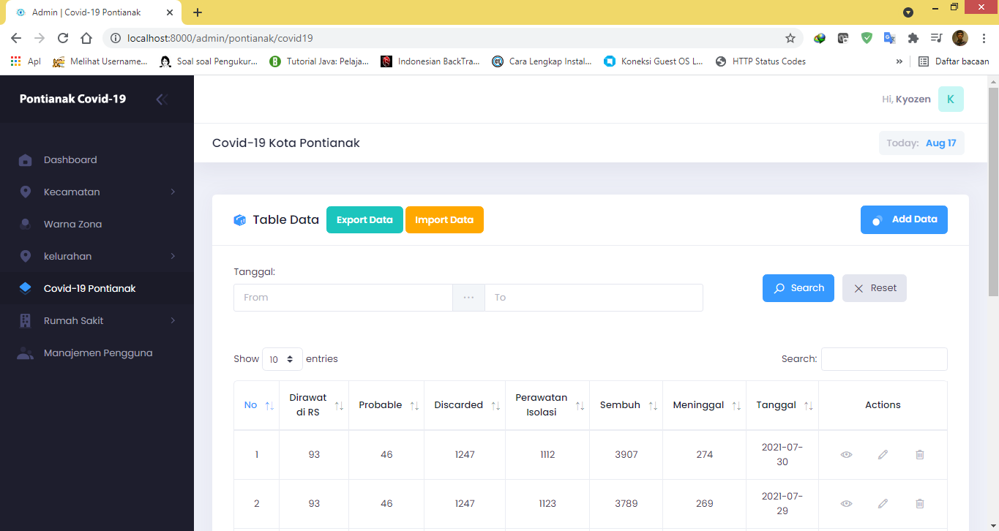 Admin | Covid-19 Pontianak
localhost:8000/admin/pontianak/covid19
Apl Melihat Username... Soal soal Pengukur... Tutorial Java: Pelaja... Indonesian BackTra... Cara Lengkap Instal... Koneksi Guest OS L... HTTP Status Codes » Daftar bacaan
Pontianak Covid-19
Hi, Kyozen K
Covid-19 Kota Pontianak
Today: Aug 17
Dashboard
Kecamatan
Warna Zona
kelurahan
Covid-19 Pontianak
Rumah Sakit
Manajemen Pengguna
Table Data Export Data Import Data Add Data
Tanggal:
From ... To Search Reset
Show 10 entries Search:
No Dirawat di RS Probable Discarded Perawatan Isolasi Sembuh Meninggal Tanggal Actions
1 93 46 1247 1112 3907 274 2021-07-30
2 93 46 1247 1123 3789 269 2021-07-29